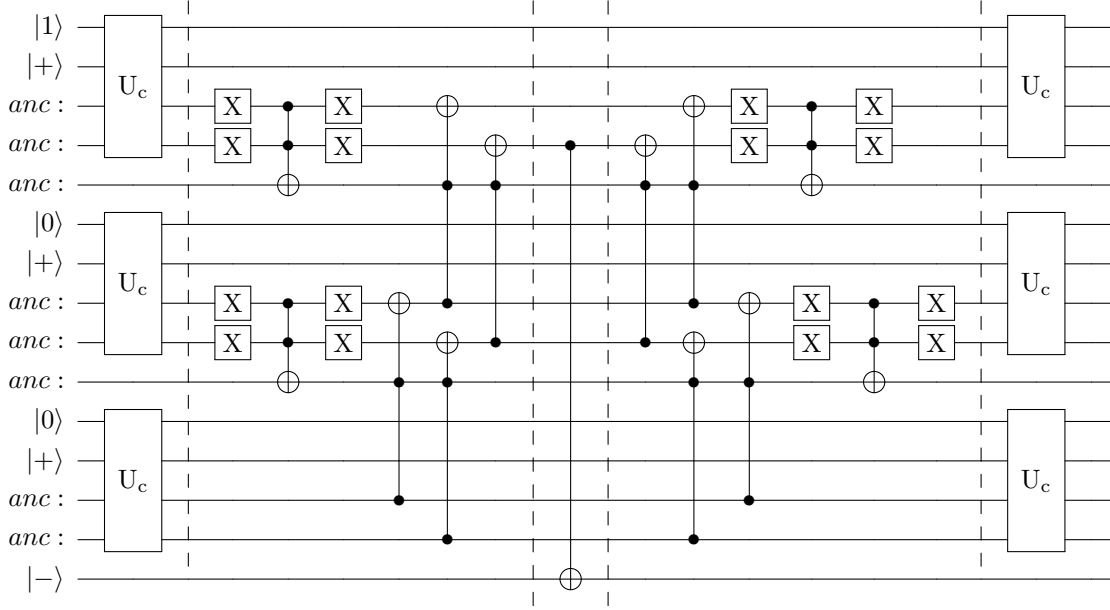 |1⟩
|+⟩
anc : X X X X
anc : X X X X
anc :
U_c U_c
|0⟩
|+⟩
anc : X X X X
anc : X X X X
anc :
U_c U_c
|0⟩
|+⟩
anc :
anc :
U_c U_c
|−⟩